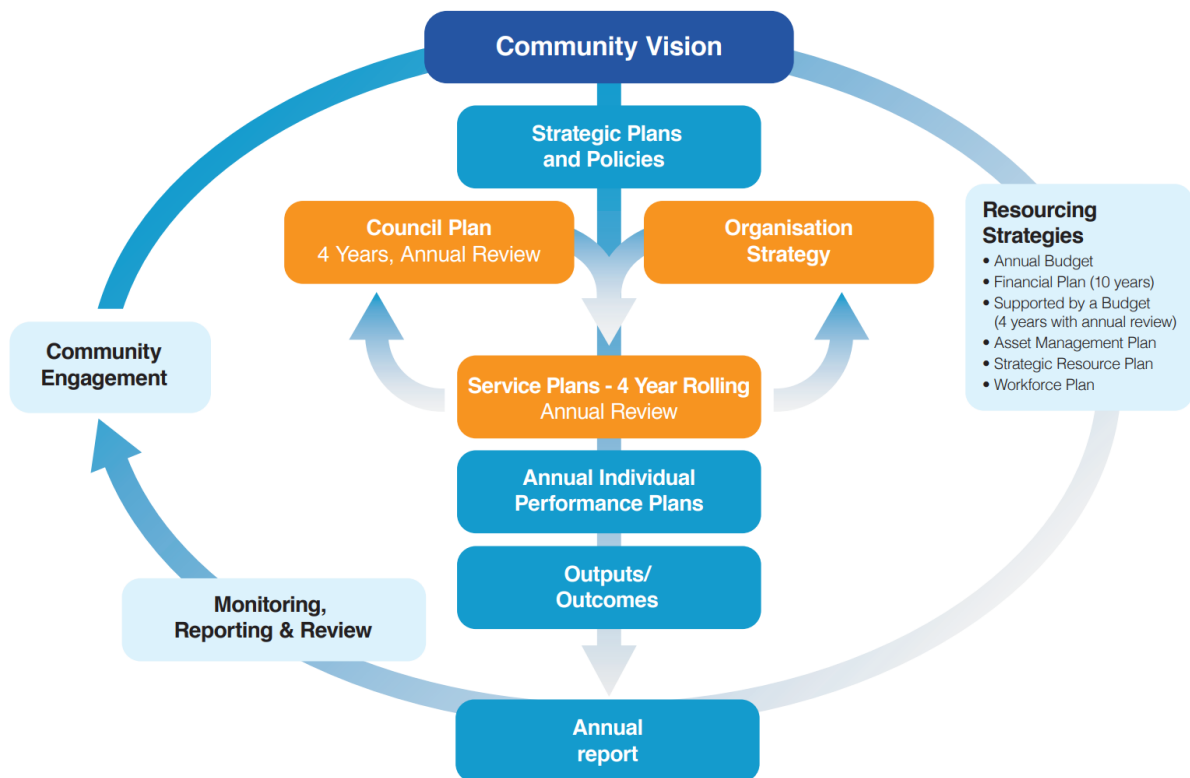 Community Vision
Strategic Plans
and Policies
Council Plan
4 Years, Annual Review
Organisation
Strategy
Resourcing
Strategies
• Annual Budget
• Financial Plan (10 years)
• Supported by a Budget
(4 years with annual review)
• Asset Management Plan
• Strategic Resource Plan
• Workforce Plan
Community
Engagement
Service Plans - 4 Year Rolling
Annual Review
Annual Individual
Performance Plans
Outputs/
Outcomes
Monitoring,
Reporting & Review
Annual
report